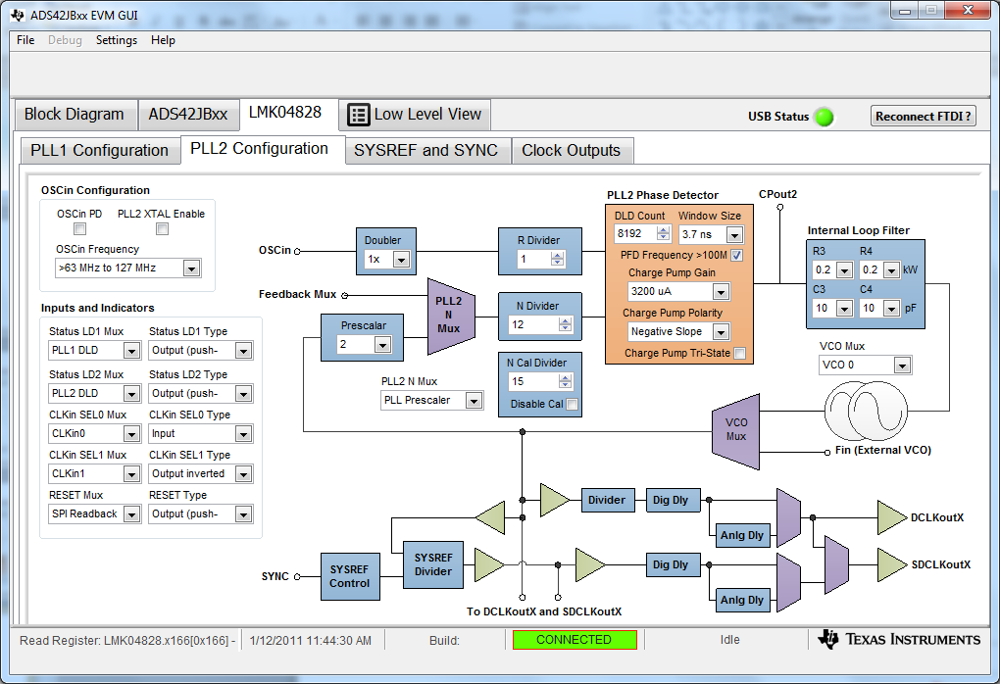 ADS42JBxx EVM GUI
File Debug Settings Help
Block Diagram ADS42JBxx LMK04828 Low Level View
USB Status Reconnect FTDI ?
PLL1 Configuration PLL2 Configuration SYSREF and SYNC Clock Outputs
OSCin Configuration
OSCin PD PLL2 XTAL Enable
OSCin Frequency
>63 MHz to 127 MHz
Inputs and Indicators
Status LD1 Mux Status LD1 Type
PLL1 DLD Output (push-
Status LD2 Mux Status LD2 Type
PLL2 DLD Output (push-
CLKin SEL0 Mux CLKin SEL0 Type
CLKin0 Input
CLKin SEL1 Mux CLKin SEL1 Type
CLKin1 Output inverted
RESET Mux RESET Type
SPI Readback Output (push-
OSCin
Doubler
1x
R Divider
1
Feedback Mux
PLL2
N
Mux
Prescalar
2
N Divider
12
PLL2 N Mux
PLL Prescaler
N Cal Divider
15
Disable Cal
PLL2 Phase Detector
DLD Count Window Size
8192 3.7 ns
PFD Frequency >100M
Charge Pump Gain
3200 uA
Charge Pump Polarity
Negative Slope
Charge Pump Tri-State
CPout2
Internal Loop Filter
R3 R4
0.2 0.2 kW
C3 C4
10 10 pF
VCO Mux
VCO 0
VCO
Mux
Fin (External VCO)
Divider Dig Dly
Anlg Dly
DCLKoutX
SYNC
SYSREF
Control
SYSREF
Divider
Dig Dly
Anlg Dly
SDCLKoutX
To DCLKoutX and SDCLKoutX
Read Register: LMK04828.x166[0x166] - 1/12/2011 11:44:30 AM Build: CONNECTED Idle TEXAS INSTRUMENTS